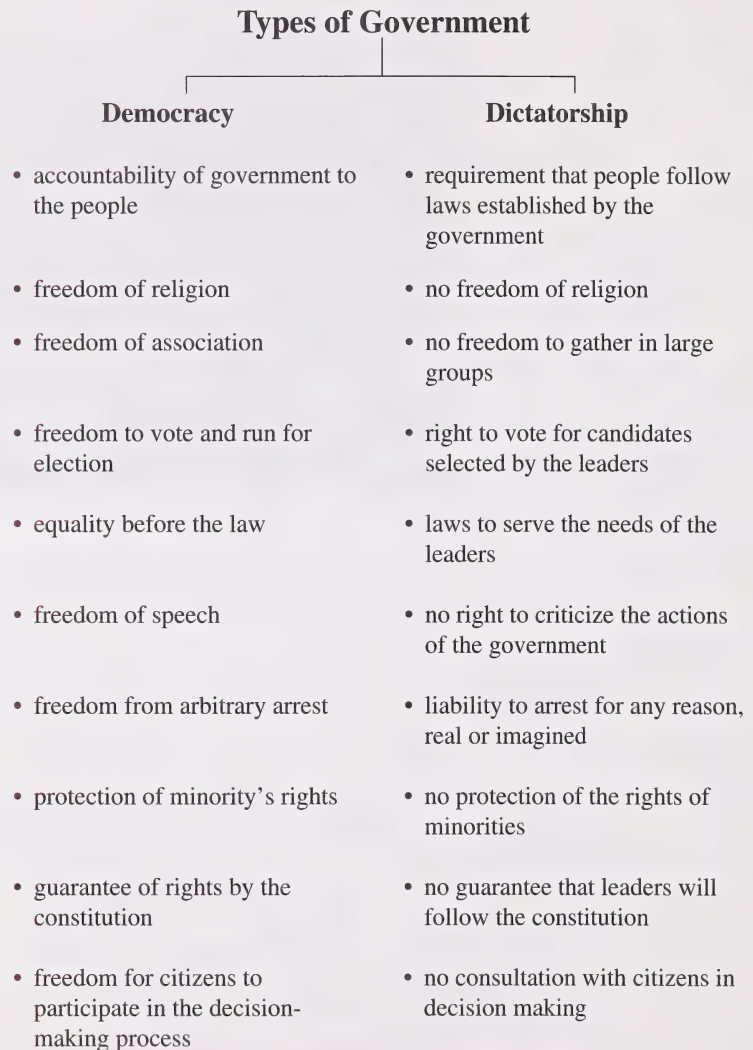 Types of Government
Democracy
• accountability of government to
the people
• freedom of religion
• freedom of association
• freedom to vote and run for
election
• equality before the law
• freedom of speech
• freedom from arbitrary arrest
• protection of minority's rights
• guarantee of rights by the
constitution
• freedom for citizens to
participate in the decision-
making process
Dictatorship
• requirement that people follow
laws established by the
government
• no freedom of religion
• no freedom to gather in large
groups
• right to vote for candidates
selected by the leaders
• laws to serve the needs of the
leaders
• no right to criticize the actions
of the government
• liability to arrest for any reason,
real or imagined
• no protection of the rights of
minorities
• no guarantee that leaders will
follow the constitution
• no consultation with citizens in
decision making